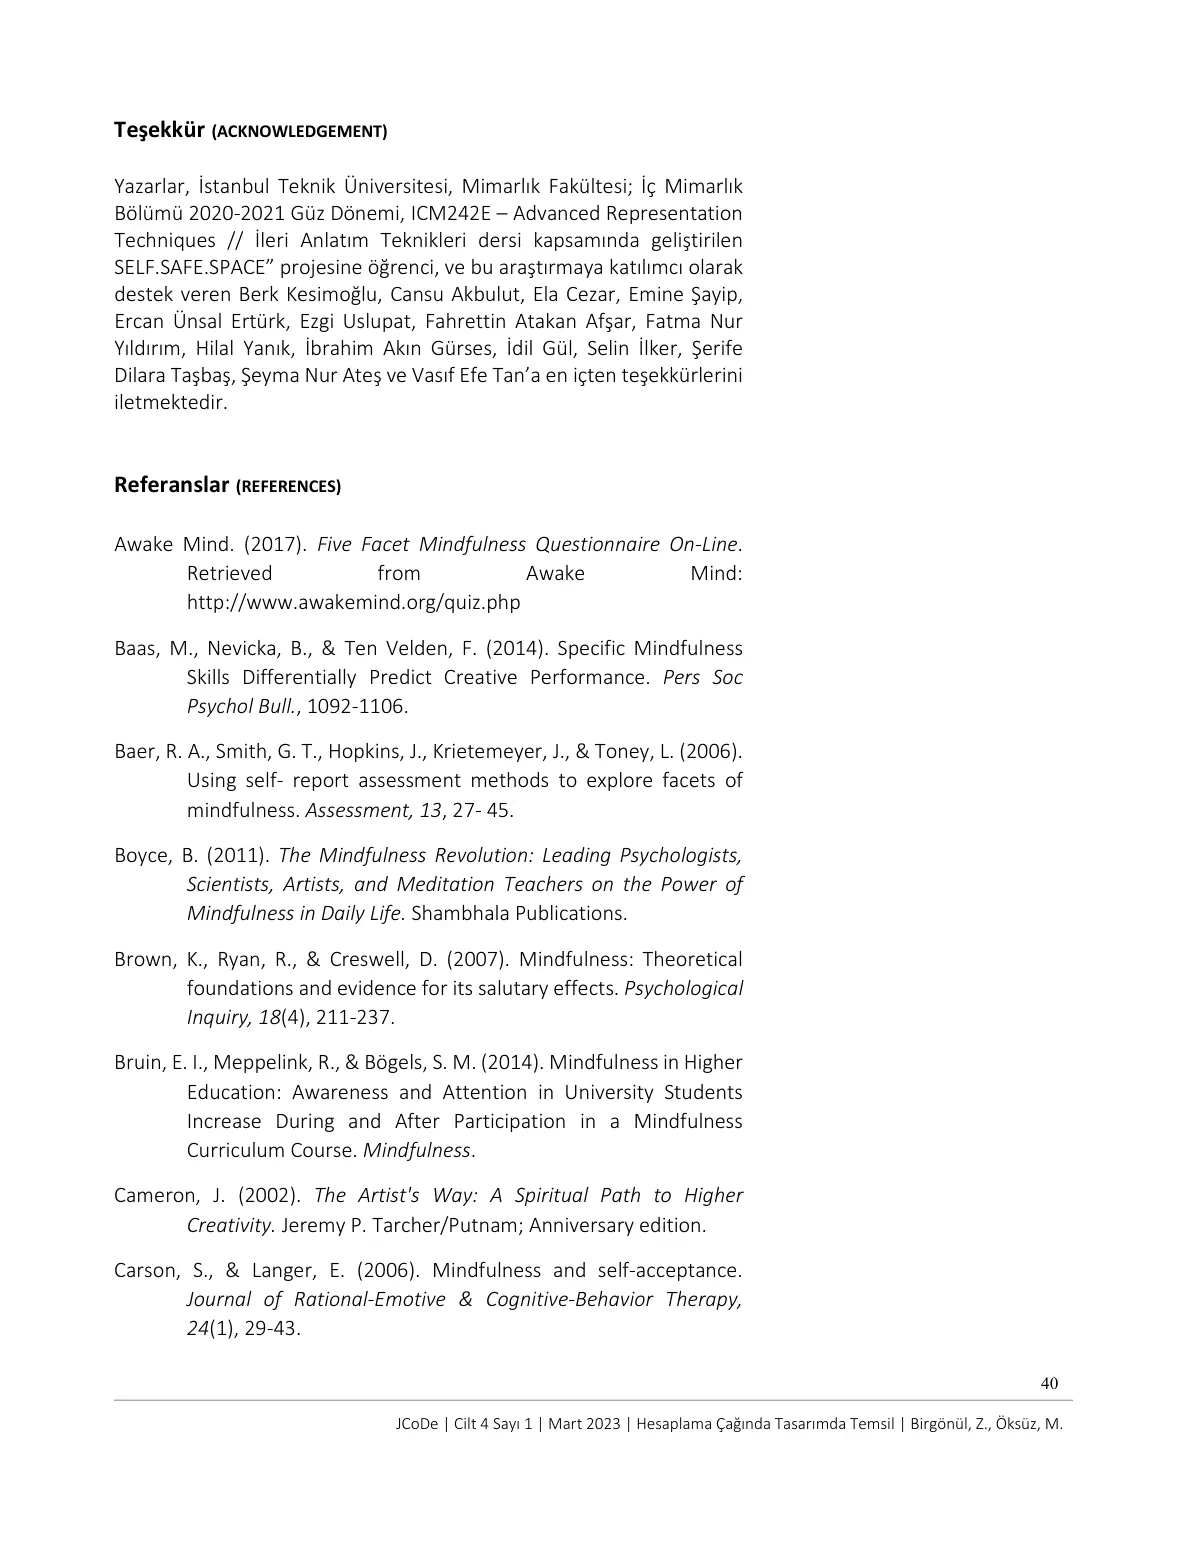 Teşekkür (ACKNOWLEDGEMENT)
Yazarlar, İstanbul Teknik Üniversitesi, Mimarlık Fakültesi; İç Mimarlık
Bölümü 2020-2021 Güz Dönemi, ICM242E – Advanced Representation
Techniques // İleri Anlatım Teknikleri dersi kapsamında geliştirilen
SELF.SAFE.SPACE” projesine öğrenci, ve bu araştırmaya katılımcı olarak
destek veren Berk Kesimoğlu, Cansu Akbulut, Ela Cezar, Emine Şayip,
Ercan Ünsal Ertürk, Ezgi Uslupat, Fahrettin Atakan Afşar, Fatma Nur
Yıldırım, Hilal Yanık, İbrahim Akın Gürses, İdil Gül, Selin İlker, Şerife
Dilara Taşbaş, Şeyma Nur Ateş ve Vasıf Efe Tan’a en içten teşekkürlerini
iletmektedir.
Referanslar (REFERENCES)
Awake Mind. (2017). Five Facet Mindfulness Questionnaire On-Line.
Retrieved from Awake Mind:
http://www.awakemind.org/quiz.php
Baas, M., Nevicka, B., & Ten Velden, F. (2014). Specific Mindfulness
Skills Differentially Predict Creative Performance. Pers Soc
Psychol Bull., 1092-1106.
Baer, R. A., Smith, G. T., Hopkins, J., Krietemeyer, J., & Toney, L. (2006).
Using self- report assessment methods to explore facets of
mindfulness. Assessment, 13, 27- 45.
Boyce, B. (2011). The Mindfulness Revolution: Leading Psychologists,
Scientists, Artists, and Meditation Teachers on the Power of
Mindfulness in Daily Life. Shambhala Publications.
Brown, K., Ryan, R., & Creswell, D. (2007). Mindfulness: Theoretical
foundations and evidence for its salutary effects. Psychological
Inquiry, 18(4), 211-237.
Bruin, E. I., Meppelink, R., & Bögels, S. M. (2014). Mindfulness in Higher
Education: Awareness and Attention in University Students
Increase During and After Participation in a Mindfulness
Curriculum Course. Mindfulness.
Cameron, J. (2002). The Artist's Way: A Spiritual Path to Higher
Creativity. Jeremy P. Tarcher/Putnam; Anniversary edition.
Carson, S., & Langer, E. (2006). Mindfulness and self-acceptance.
Journal of Rational-Emotive & Cognitive-Behavior Therapy,
24(1), 29-43.
40
JCoDe | Cilt 4 Sayı 1 | Mart 2023 | Hesaplama Çağında Tasarımda Temsil | Birgönül, Z., Öksüz, M.